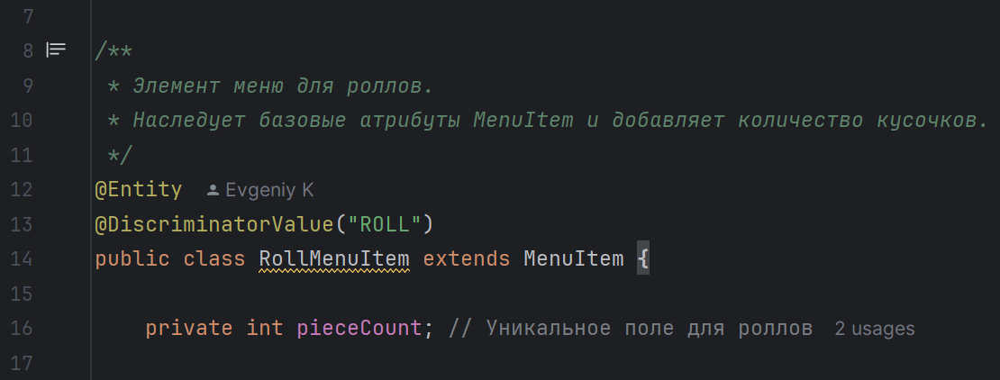 7
8 /**
9 * Элемент меню для роллов.
10 * Наследует базовые атрибуты MenuItem и добавляет количество кусочков.
11 */
12 @Entity Evgeniy K
13 @DiscriminatorValue("ROLL")
14 public class RollMenuItem extends MenuItem {
15
16 private int pieceCount; // Уникальное поле для роллов 2 usages
17